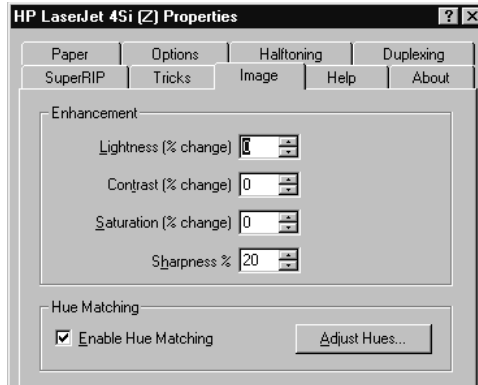 HP LaserJet 4Si (Z) Properties
Paper Options Halftoning Duplexing
SuperRIP Tricks Image Help About
Enhancement
Lightness (% change) 0
Contrast (% change) 0
Saturation (% change) 0
Sharpness % 20
Hue Matching
Enable Hue Matching Adjust Hues...